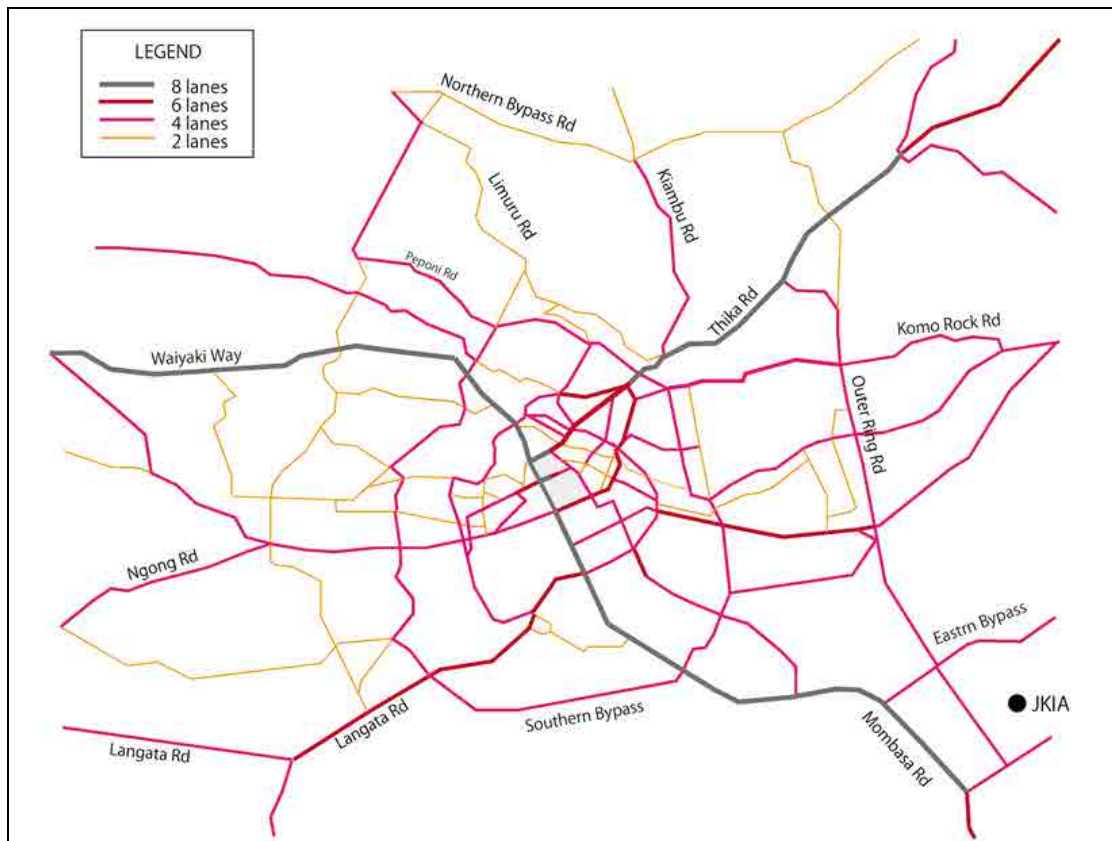 LEGEND
8 lanes
6 lanes
4 lanes
2 lanes
Northern Bypass Rd
Limuru Rd
Kiambu Rd
Peponi Rd
Thika Rd
Waiyaki Way
Komo Rock Rd
Outer Ring Rd
Ngong Rd
Eastrn Bypass
Langata Rd
Southern Bypass
JKIA
Langata Rd
Mombasa Rd